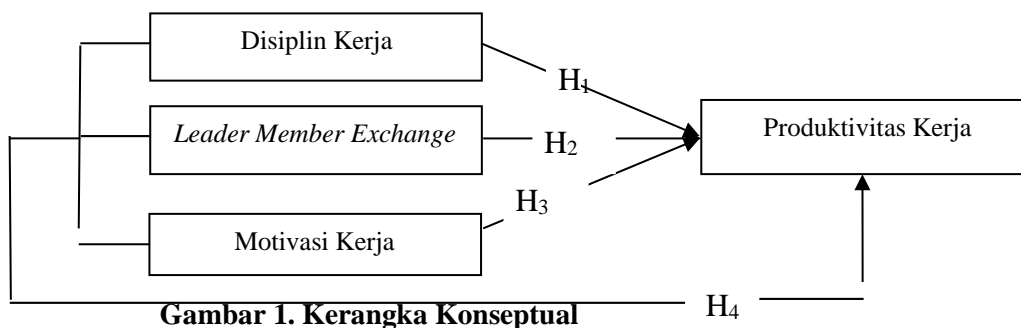 Disiplin Kerja
H₁
Leader Member Exchange
H₂
Produktivitas Kerja
H₃
Motivasi Kerja
H₄
Gambar 1. Kerangka Konseptual